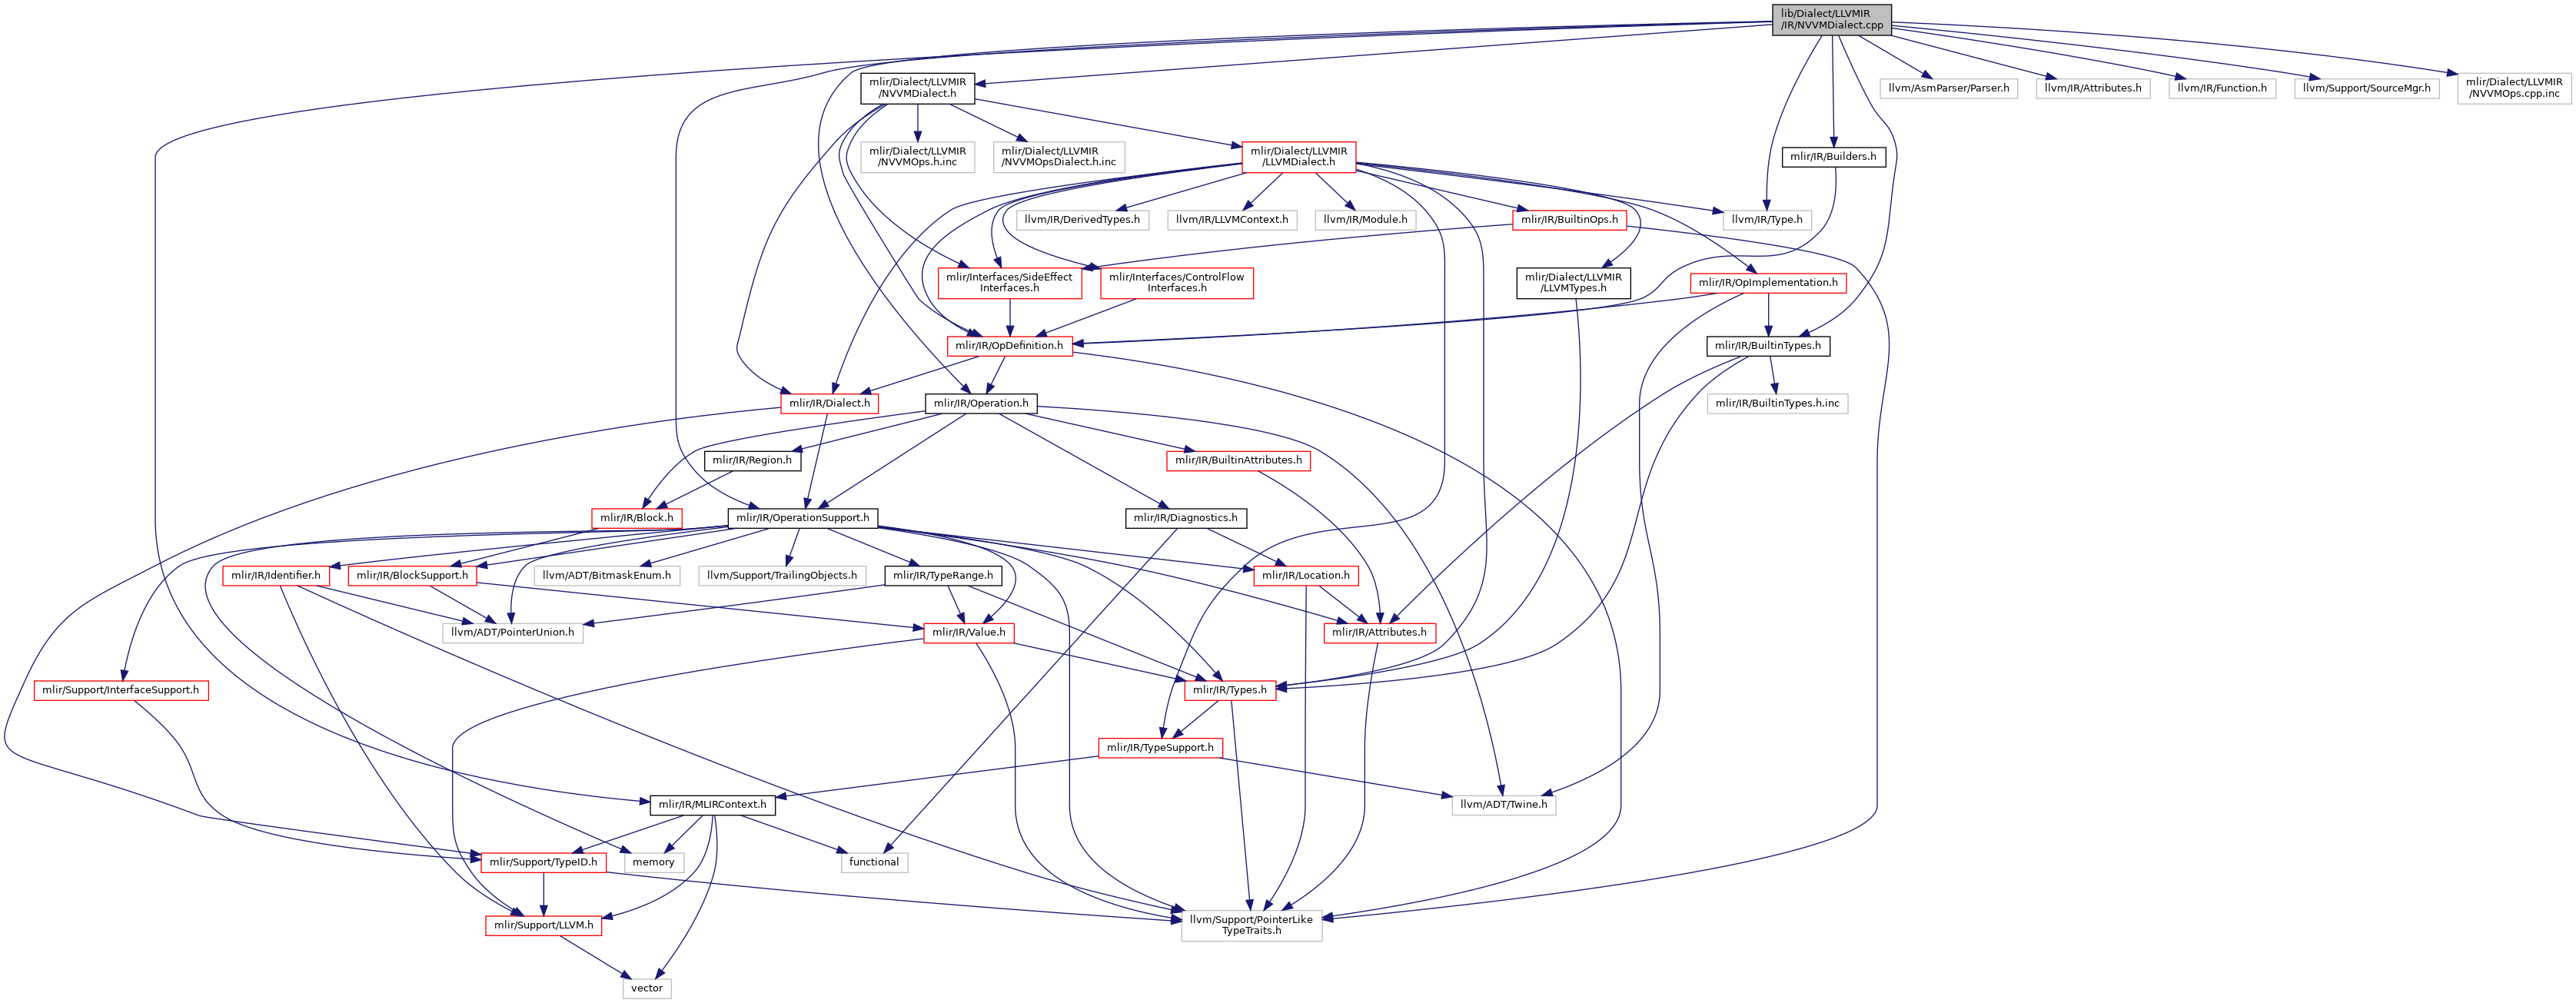 lib/Dialect/LLVMIR
/IR/NVVMDialect.cpp
mlir/Dialect/LLVMIR
/NVVMDialect.h
llvm/AsmParser/Parser.h
llvm/IR/Attributes.h
llvm/IR/Function.h
llvm/Support/SourceMgr.h
mlir/Dialect/LLVMIR
/NVVMOps.cpp.inc
mlir/Dialect/LLVMIR
/NVVMOps.h.inc
mlir/Dialect/LLVMIR
/NVVMOpsDialect.h.inc
mlir/Dialect/LLVMIR
/LLVMDialect.h
mlir/IR/Builders.h
llvm/IR/DerivedTypes.h
llvm/IR/LLVMContext.h
llvm/IR/Module.h
mlir/IR/BuiltinOps.h
llvm/IR/Type.h
mlir/Interfaces/SideEffect
Interfaces.h
mlir/Interfaces/ControlFlow
Interfaces.h
mlir/Dialect/LLVMIR
/LLVMTypes.h
mlir/IR/OpImplementation.h
mlir/IR/OpDefinition.h
mlir/IR/BuiltinTypes.h
mlir/IR/Dialect.h
mlir/IR/Operation.h
mlir/IR/BuiltinTypes.h.inc
mlir/IR/Region.h
mlir/IR/BuiltinAttributes.h
mlir/IR/Block.h
mlir/IR/OperationSupport.h
mlir/IR/Diagnostics.h
mlir/IR/Identifier.h
mlir/IR/BlockSupport.h
llvm/ADT/BitmaskEnum.h
llvm/Support/TrailingObjects.h
mlir/IR/TypeRange.h
mlir/IR/Location.h
llvm/ADT/PointerUnion.h
mlir/IR/Value.h
mlir/IR/Attributes.h
mlir/Support/InterfaceSupport.h
mlir/IR/Types.h
mlir/IR/TypeSupport.h
mlir/IR/MLIRContext.h
llvm/ADT/Twine.h
mlir/Support/TypeID.h
memory
functional
mlir/Support/LLVM.h
llvm/Support/PointerLike
TypeTraits.h
vector